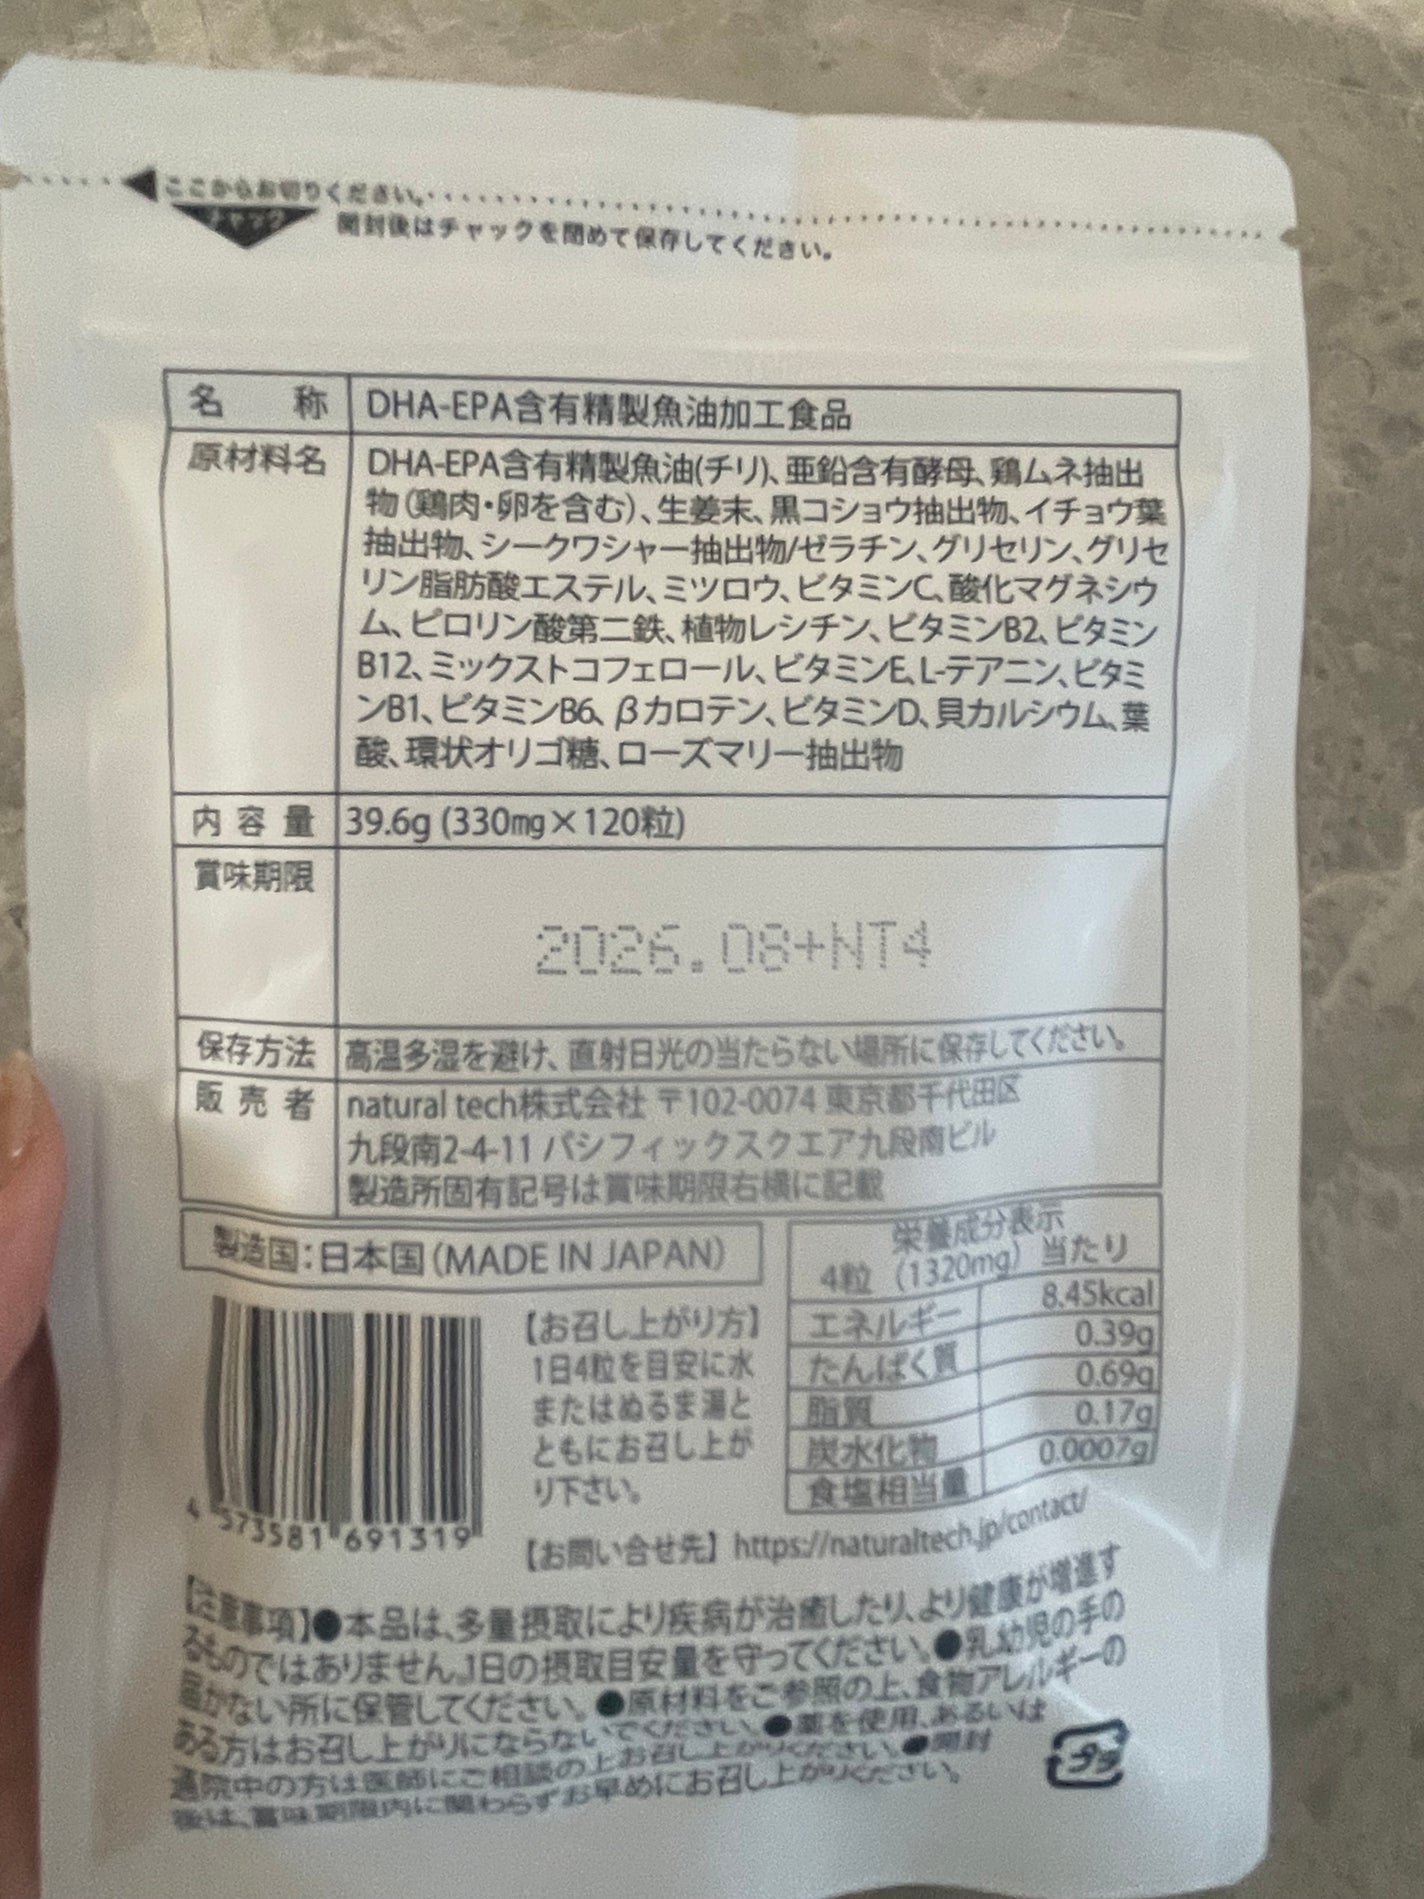 ここからお切りください。
チャック
開封後はチャックを閉めて保存してください。
名 称 DHA-EPA含有精製魚油加工食品
原材料名 DHA-EPA含有精製魚油(チリ)、亜鉛含有酵母、鶏ムネ抽出
物(鶏肉・卵を含む)、生姜末、黒コショウ抽出物、イチョウ葉
抽出物、シークワシャー抽出物/ゼラチン、グリセリン、グリセ
リン脂肪酸エステル、ミツロウ、ビタミンC、酸化マグネシウ
ム、ピロリン酸第二鉄、植物レシチン、ビタミンB2、ビタミン
B12、ミックストコフェロール、ビタミンE、L-テアニン、ビタミ
ンB1、ビタミンB6、βカロテン、ビタミンD、貝カルシウム、葉
酸、環状オリゴ糖、ローズマリー抽出物
内容量 39.6g (330mg×120粒)
賞味期限
2026.08+NT4
保存方法 高温多湿を避け、直射日光の当たらない場所に保存してください。
販売者 natural tech株式会社 〒102-0074 東京都千代田区
九段南2-4-11 パシフィックスクエア九段南ビル
製造所固有記号は賞味期限右横に記載
製造国:日本国(MADE IN JAPAN)
栄養成分表示
4粒 (1320mg) 当たり
エネルギー 8.45kcal
たんぱく質 0.39g
脂質 0.69g
炭水化物 0.17g
食塩相当量 0.0007g
4 573581 691319
【お召し上がり方】
1日4粒を目安に水
またはぬるま湯と
ともにお召し上が
り下さい。
【お問い合せ先】https://naturaltech.jp/contact/
【注意事項】●本品は、多量摂取により疾病が治癒したり、より健康が増進す
るものではありません。1日の摂取目安量を守ってください。●乳幼児の手の
届かない所に保管してください。●原材料をご参照の上、食物アレルギーの
ある方はお召し上がりにならないでください。●薬を使用、あるいは
通院中の方は医師にご相談の上お召し上がりください。●開封
後は、賞味期限内に関わらずお早めにお召し上がりください。
プラ